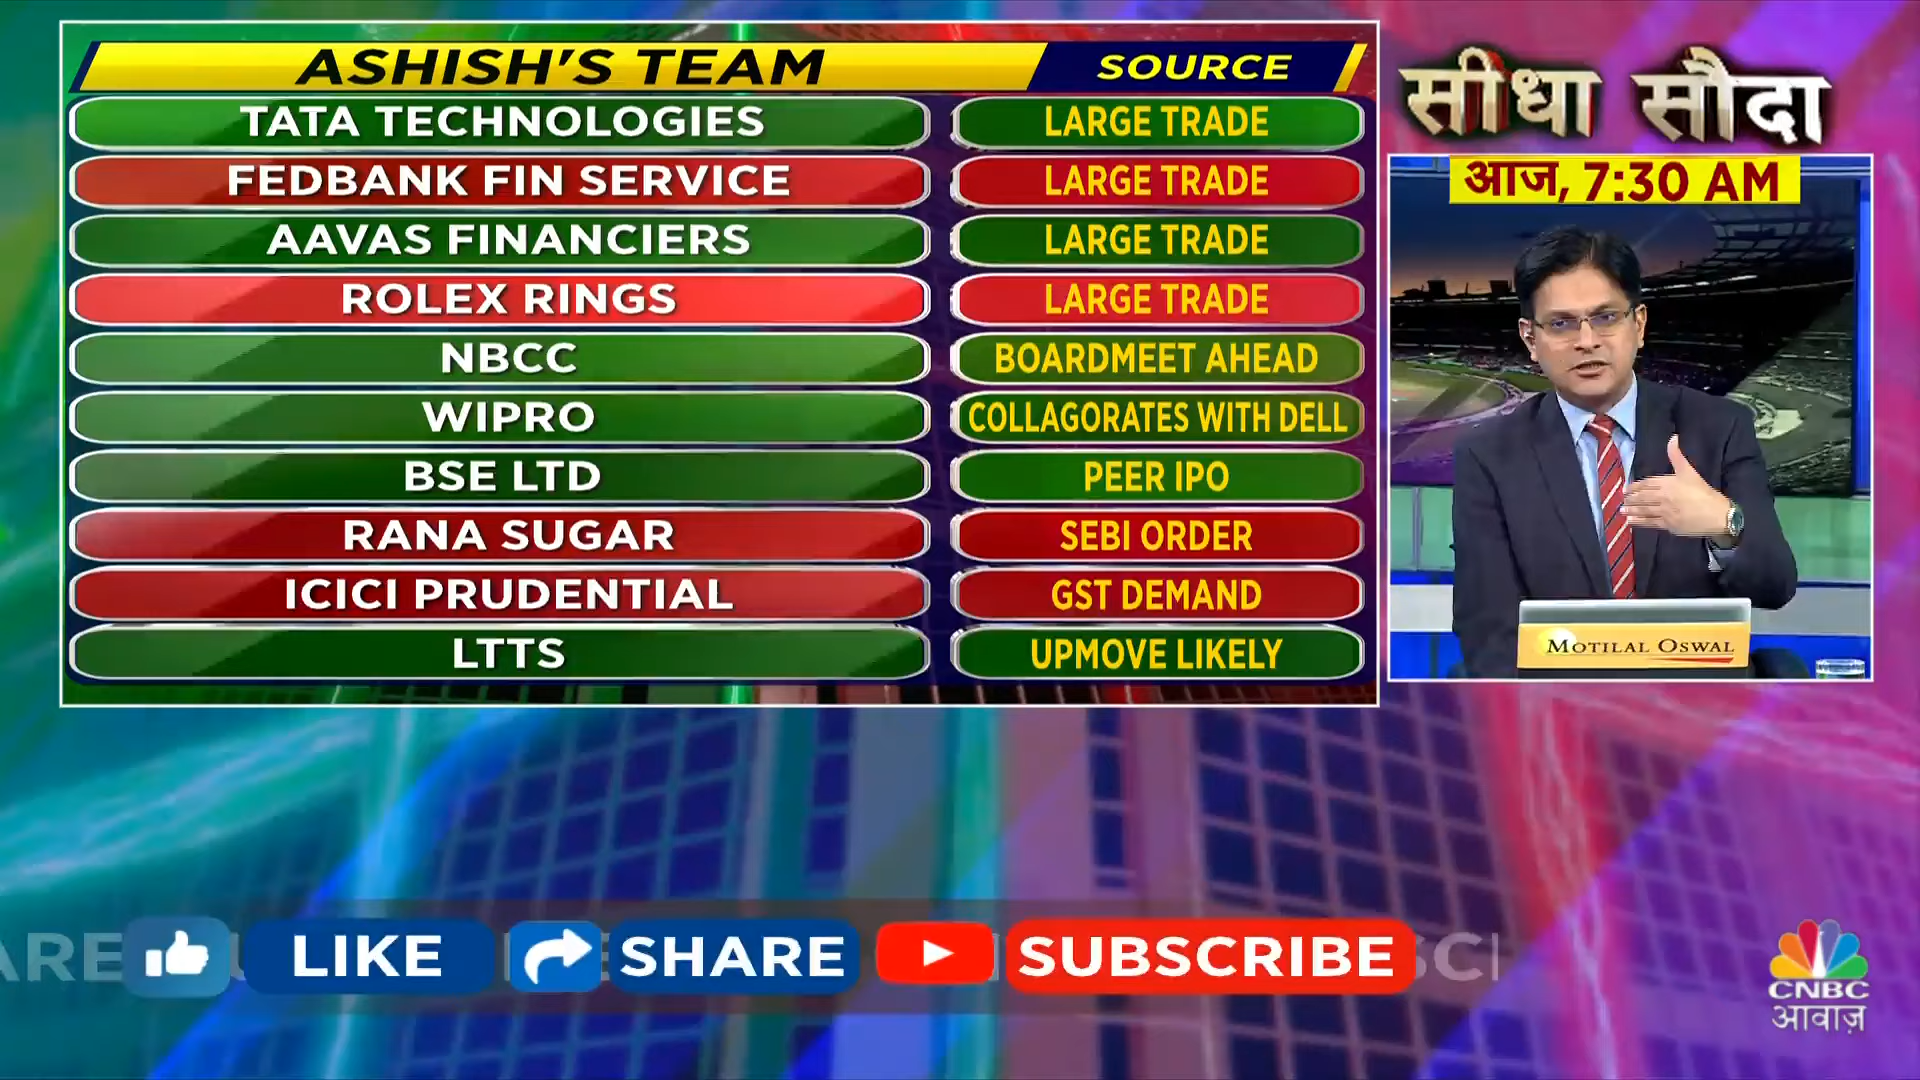 ASHISH'S TEAM SOURCE
TATA TECHNOLOGIES LARGE TRADE
FEDBANK FIN SERVICE LARGE TRADE
AAVAS FINANCIERS LARGE TRADE
ROLEX RINGS LARGE TRADE
NBCC BOARDMEET AHEAD
WIPRO COLLAGORATES WITH DELL
BSE LTD PEER IPO
RANA SUGAR SEBI ORDER
ICICI PRUDENTIAL GST DEMAND
LTTS UPMOVE LIKELY
सीधा सौदा
आज, 7:30 AM
MOTILAL OSWAL
LIKE SHARE SUBSCRIBE
CNBC
आवाज़